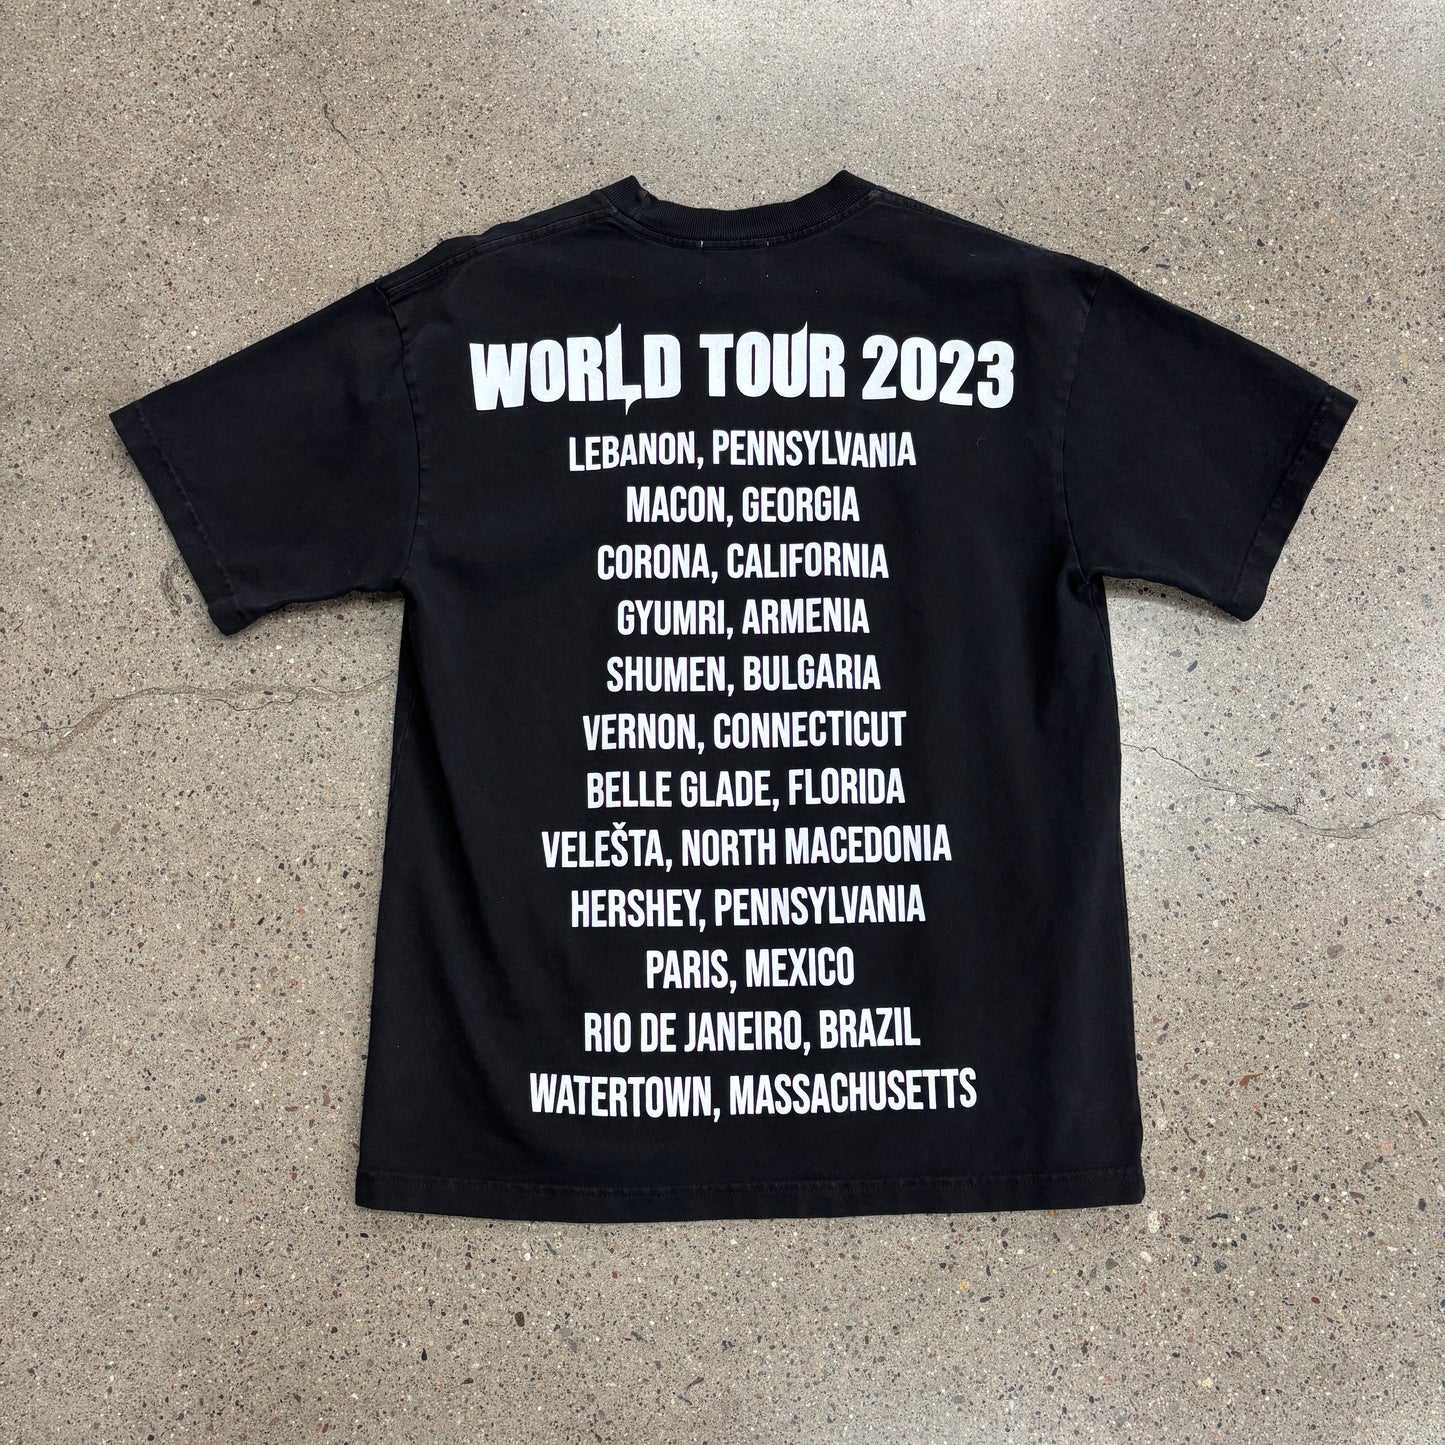 WORLD TOUR 2023
LEBANON, PENNSYLVANIA
MACON, GEORGIA
CORONA, CALIFORNIA
GYUMRI, ARMENIA
SHUMEN, BULGARIA
VERNON, CONNECTICUT
BELLE GLADE, FLORIDA
VELEŠTA, NORTH MACEDONIA
HERSHEY, PENNSYLVANIA
PARIS, MEXICO
RIO DE JANEIRO, BRAZIL
WATERTOWN, MASSACHUSETTS